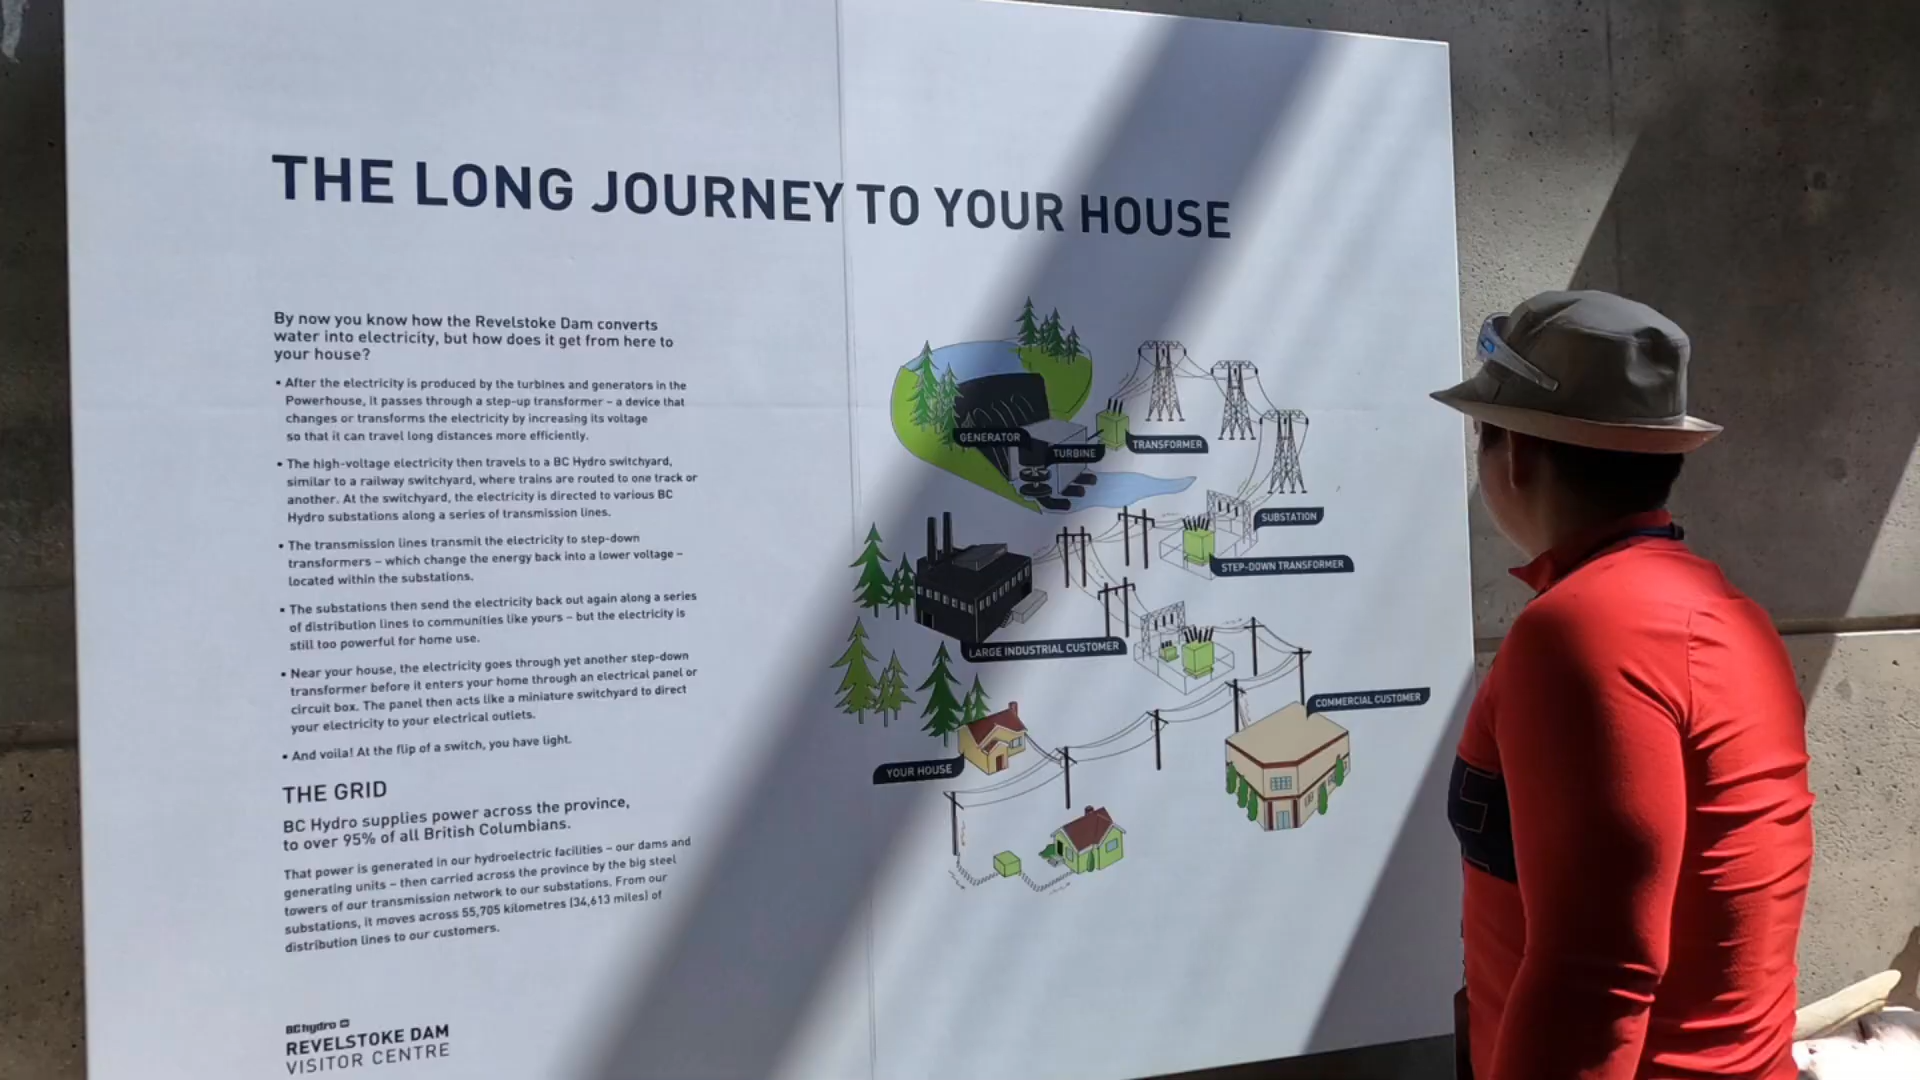 THE LONG JOURNEY TO YOUR HOUSE
By now you know how the Revelstoke Dam converts
water into electricity, but how does it get from here to
your house?
• After the electricity is produced by the turbines and generators in the
Powerhouse, it passes through a step-up transformer – a device that
changes or transforms the electricity by increasing its voltage
so that it can travel long distances more efficiently.
• The high-voltage electricity then travels to a BC Hydro switchyard,
similar to a railway switchyard, where trains are routed to one track or
another. At the switchyard, the electricity is directed to various BC
Hydro substations along a series of transmission lines.
• The transmission lines transmit the electricity to step-down
transformers – which change the energy back into a lower voltage –
located within the substations.
• The substations then send the electricity back out again along a series
of distribution lines to communities like yours – but the electricity is
still too powerful for home use.
• Near your house, the electricity goes through yet another step-down
transformer before it enters your home through an electrical panel or
circuit box. The panel then acts like a miniature switchyard to direct
your electricity to your electrical outlets.
• And voila! At the flip of a switch, you have light.
THE GRID
BC Hydro supplies power across the province,
to over 95% of all British Columbians.
That power is generated in our hydroelectric facilities – our dams and
generating units – then carried across the province by the big steel
towers of our transmission network to our substations. From our
substations, it moves across 55,705 kilometres (34,613 miles) of
distribution lines to our customers.
BC hydro
REVELSTOKE DAM
VISITOR CENTRE
GENERATOR
TURBINE
TRANSFORMER
SUBSTATION
STEP-DOWN TRANSFORMER
LARGE INDUSTRIAL CUSTOMER
COMMERCIAL CUSTOMER
YOUR HOUSE